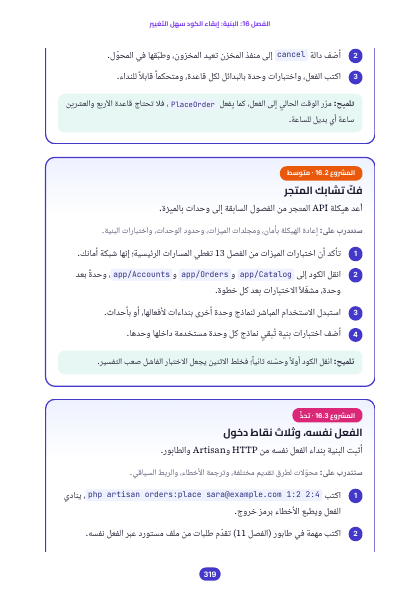 الفصل 16: البنية: إبقاء الكود سهل التغيير
2 أضف دالة cancel إلى منفذ المخزن تعيد المخزون، وطبّقها في المحوّل.
3 اكتب الفعل، واختبارات وحدة بالبدائل لكل قاعدة، ومتحكماً قابلاً للنداء.
تلميح: مرّر الوقت الحالي إلى الفعل، كما يفعل PlaceOrder، فلا تحتاج قاعدة الأربع والعشرين
ساعة أي بديل للساعة.
المشروع 16.2 · متوسط
فكّ تشابك المتجر
أعد هيكلة API المتجر من الفصول السابقة إلى وحدات بالميزة.
ستتدرب على: إعادة الهيكلة بأمان، ومجلدات الميزات، وحدود الوحدات، واختبارات البنية.
1 تأكد أن اختبارات الميزات من الفصل 13 تغطي المسارات الرئيسية؛ إنها شبكة أمانك.
2 انقل الكود إلى app/Catalog و app/Orders و app/Accounts، وحدةً بعد
وحدة، مشغّلاً الاختبارات بعد كل خطوة.
3 استبدل الاستخدام المباشر لنماذج وحدة أخرى بنداءات لأفعالها، أو بأحداث.
4 أضف اختبارات بنية تُبقي نماذج كل وحدة مستخدمة داخلها وحدها.
تلميح: انقل الكود أولاً وحسّنه ثانياً؛ فخلط الاثنين يجعل الاختبار الفاشل صعب التفسير.
المشروع 16.3 · تحدٍّ
الفعل نفسه، وثلاث نقاط دخول
أثبت البنية بنداء الفعل نفسه من HTTP وArtisan والطابور.
ستتدرب على: محوّلات لطرق تقديم مختلفة، وترجمة الأخطاء، والربط السياقي.
1 اكتب php artisan orders:place sara@example.com 1:2 2:4، ينادي
الفعل ويطبع الأخطاء برمز خروج.
2 اكتب مهمة في طابور (الفصل 11) تقدّم طلبات من ملف مستورد عبر الفعل نفسه.
319